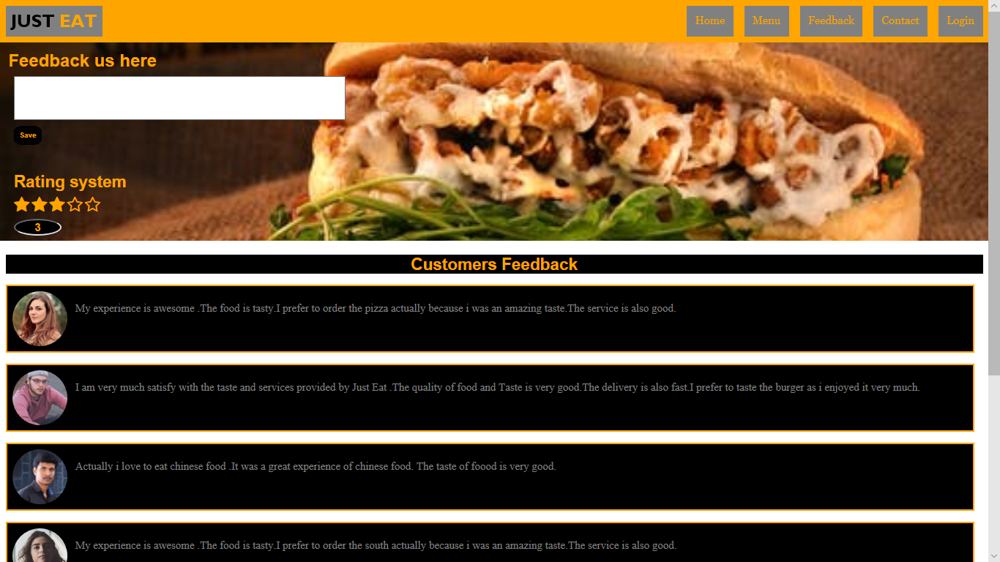 JUST EAT
Home Menu Feedback Contact Login
Feedback us here
Save
Rating system
3
Customers Feedback
My experience is awesome .The food is tasty.I prefer to order the pizza actually because i was an amazing taste.The service is also good.
I am very much satisfy with the taste and services provided by Just Eat .The quality of food and Taste is very good.The delivery is also fast.I prefer to taste the burger as i enjoyed it very much.
Actually i love to eat chinese food .It was a great experience of chinese food. The taste of foood is very good.
My experience is awesome .The food is tasty.I prefer to order the south actually because i was an amazing taste.The service is also good.